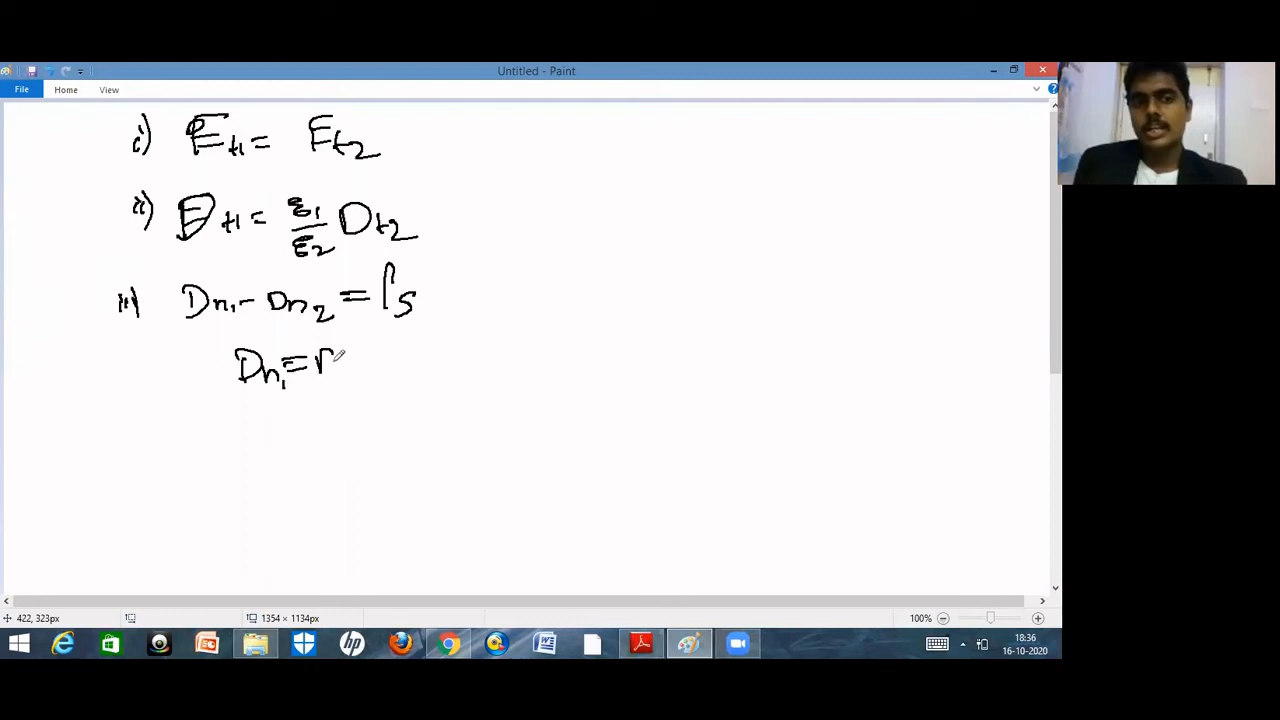 Untitled - Paint
File Home View
i) Et1 = Et2
ii) Dt1 = ε1/ε2 Dt2
iii) Dn1 - Dn2 = ρs
Dn1 =
422, 323px
1354 × 1134px
100%
18:36
16-10-2020